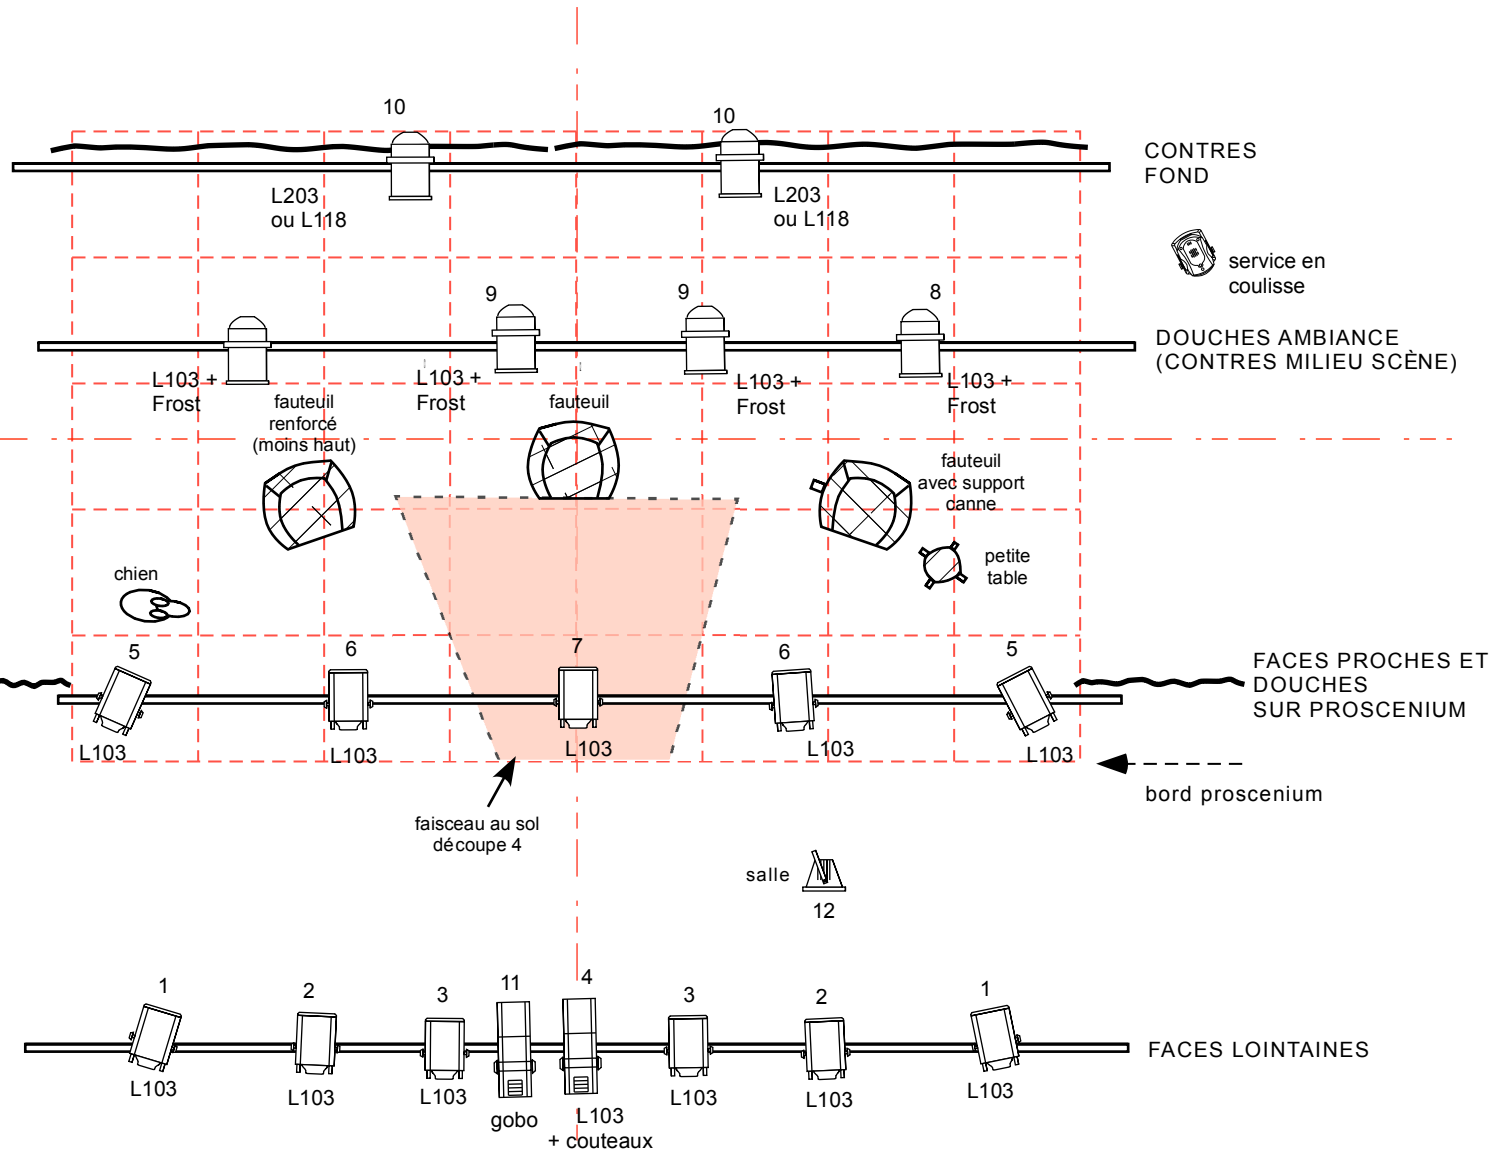 10
10
CONTRES
FOND
L203
ou L118
L203
ou L118
service en
coulisse
9
9
8
DOUCHES AMBIANCE
(CONTRES MILIEU SCÈNE)
L103 +
Frost
L103 +
Frost
L103 +
Frost
L103 +
Frost
fauteuil
renforcé
(moins haut)
fauteuil
fauteuil
avec support
canne
petite
table
chien
5
6
7
6
5
FACES PROCHES ET
DOUCHES
SUR PROSCENIUM
L103
L103
L103
L103
L103
bord proscenium
faisceau au sol
découpe 4
salle
12
1
2
3
11
4
3
2
1
FACES LOINTAINES
L103
L103
L103
gobo
L103
+ couteaux
L103
L103
L103